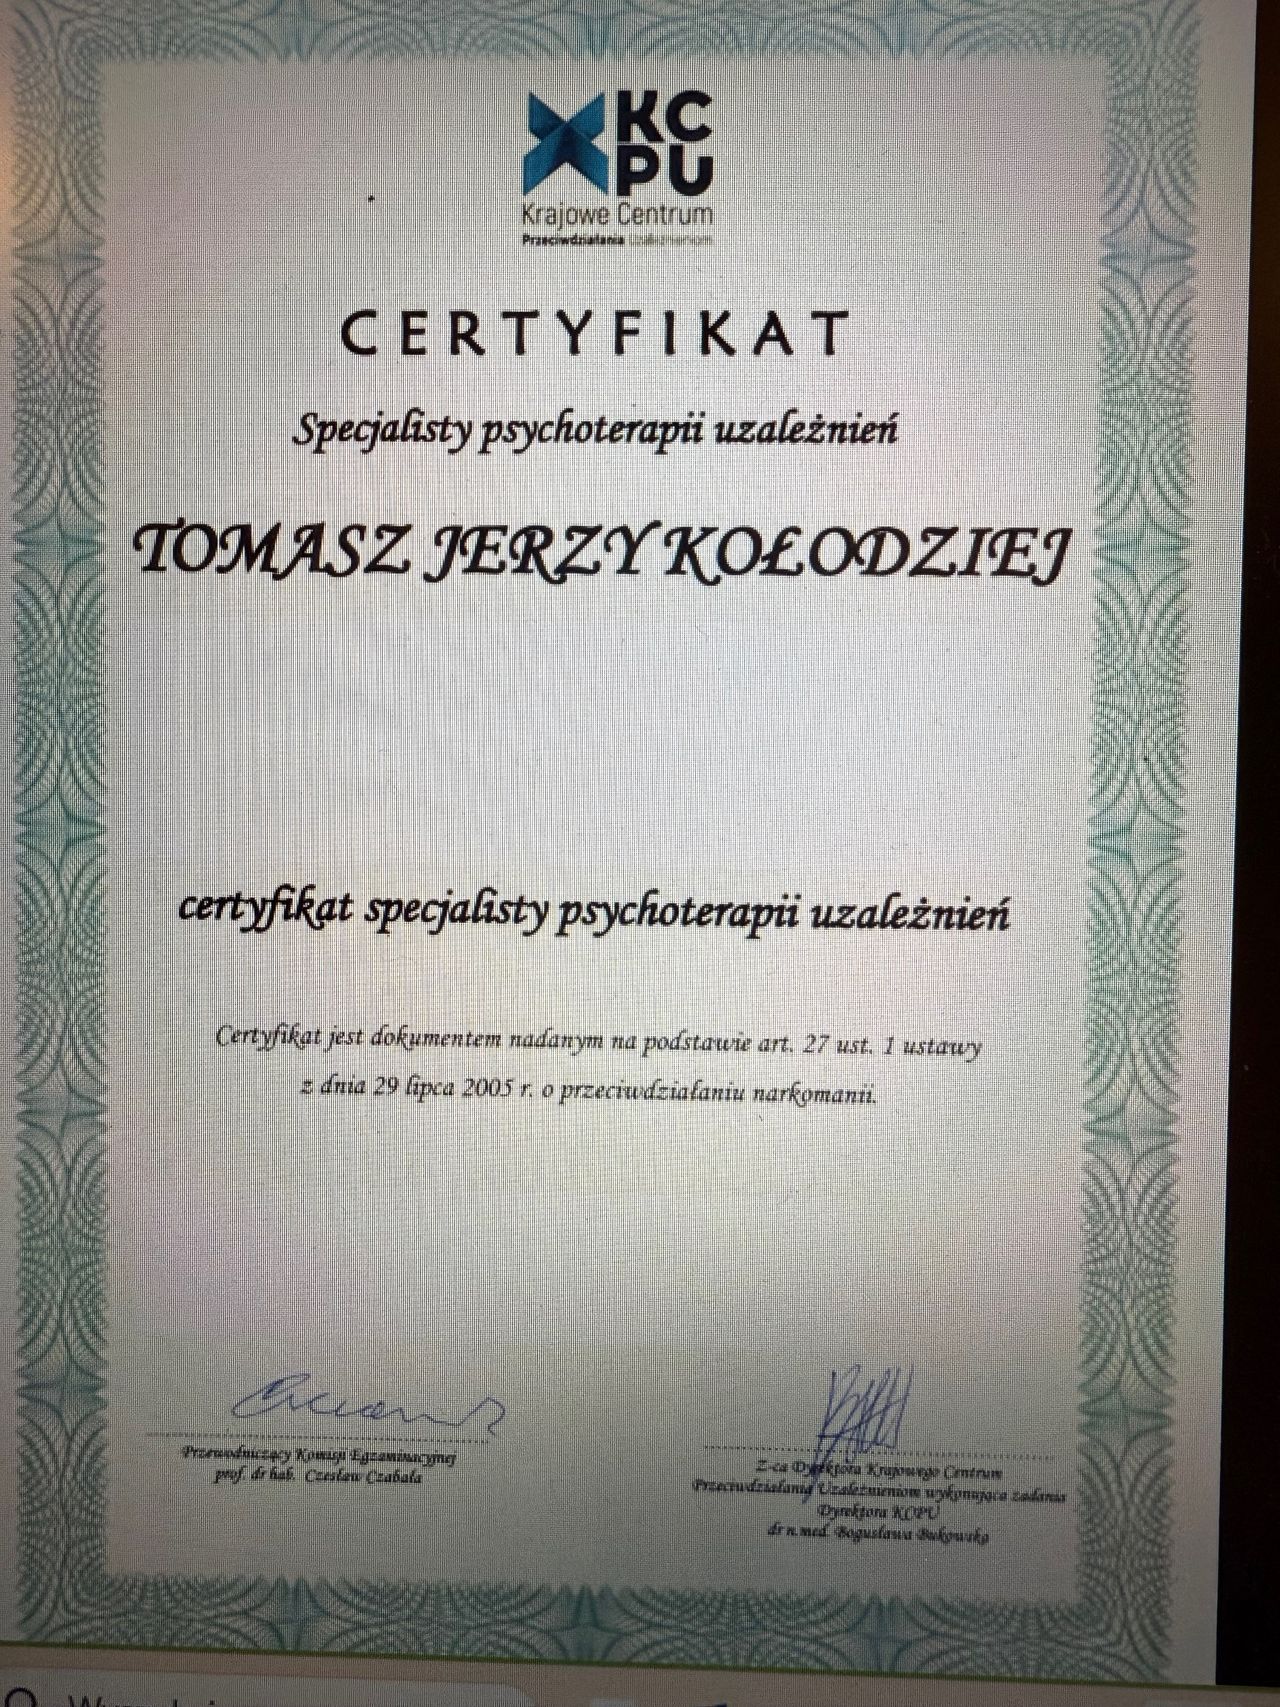 KC
PU
Krajowe Centrum
Przeciwdziałania Uzależnieniom
CERTYFIKAT
Specjalisty psychoterapii uzależnień
TOMASZ JERZY KOŁODZIEJ
certyfikat specjalisty psychoterapii uzależnień
Certyfikat jest dokumentem nadanym na podstawie art. 27 ust. 1 ustawy
z dnia 29 lipca 2005 r. o przeciwdziałaniu narkomanii.
Przewodniczący Komisji Egzaminacyjnej
prof. dr hab. Czesław Czabała
Z-ca Dyrektora Krajowego Centrum
Przeciwdziałania Uzależnieniom wykonująca zadania
Dyrektora KCPU
dr n. med. Bogusława Bukowska